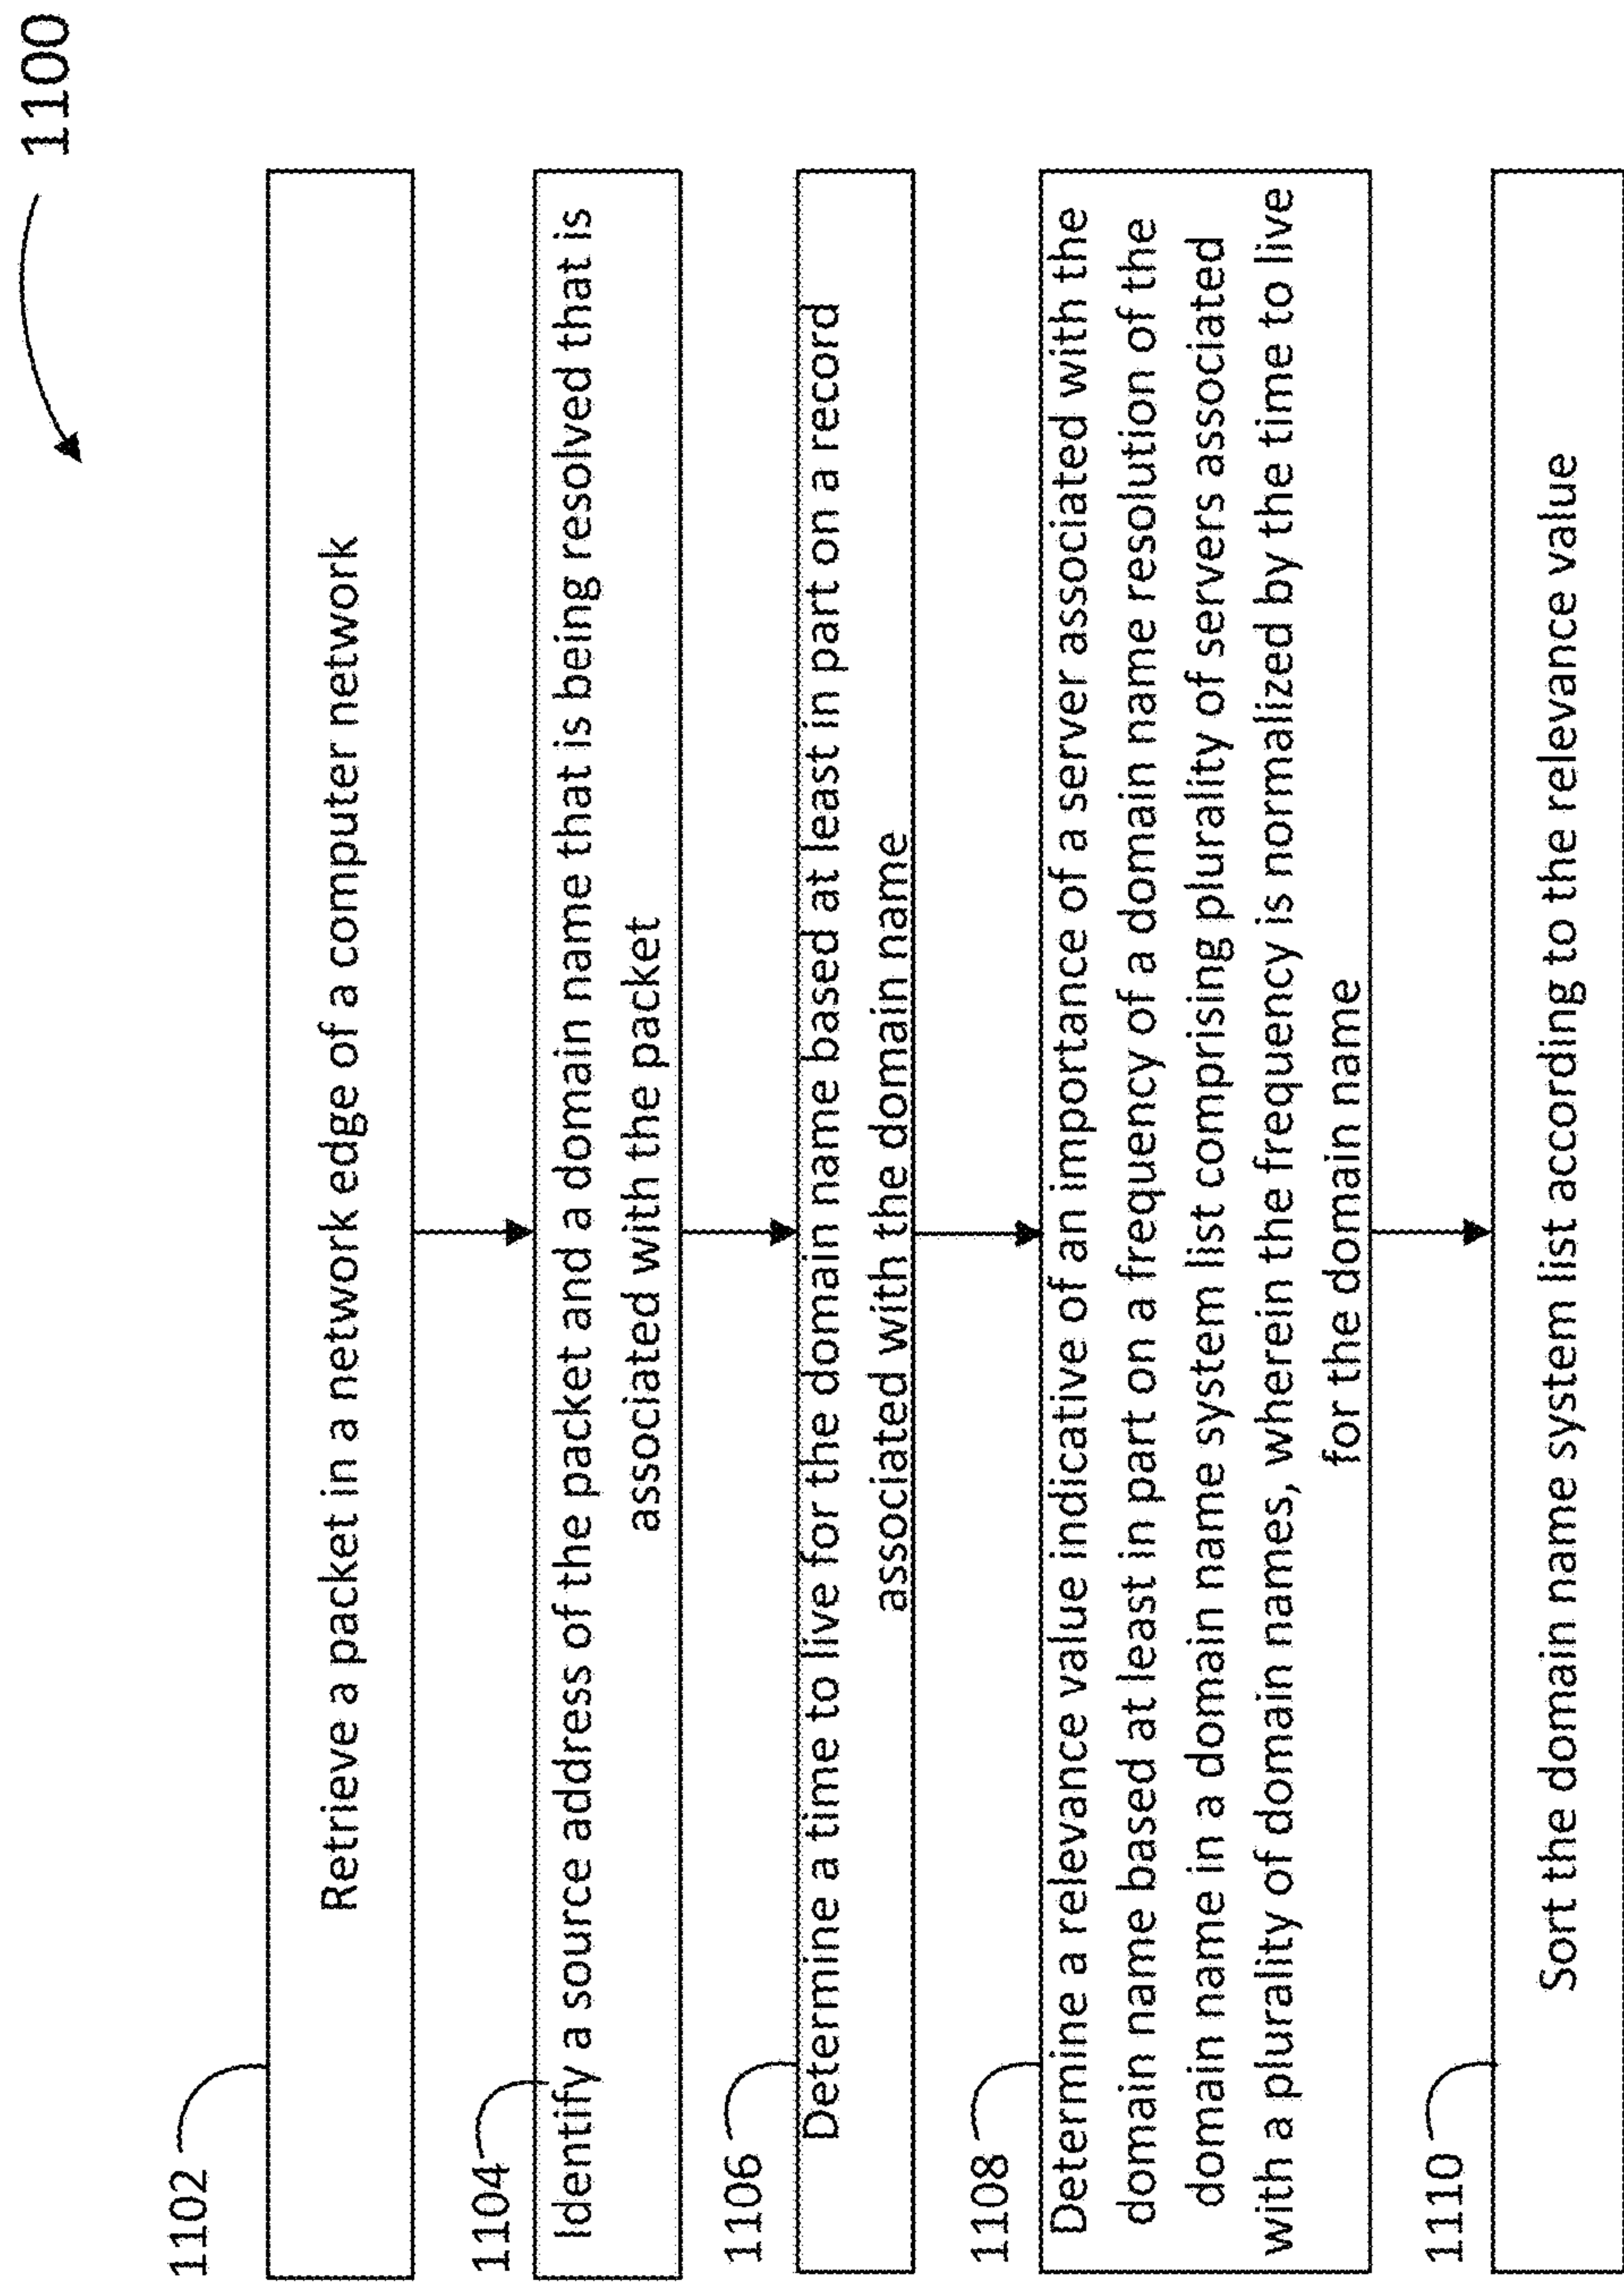 1100
1102
Retrieve a packet in a network edge of a computer network
1104
Identify a source address of the packet and a domain name that is being resolved that is
associated with the packet
1106
Determine a time to live for the domain name based at least in part on a record
associated with the domain name
1108
Determine a relevance value indicative of an importance of a server associated with the
domain name based at least in part on a frequency of a domain name resolution of the
domain name in a domain name system list comprising plurality of servers associated
with a plurality of domain names, wherein the frequency is normalized by the time to live
for the domain name
1110
Sort the domain name system list according to the relevance value